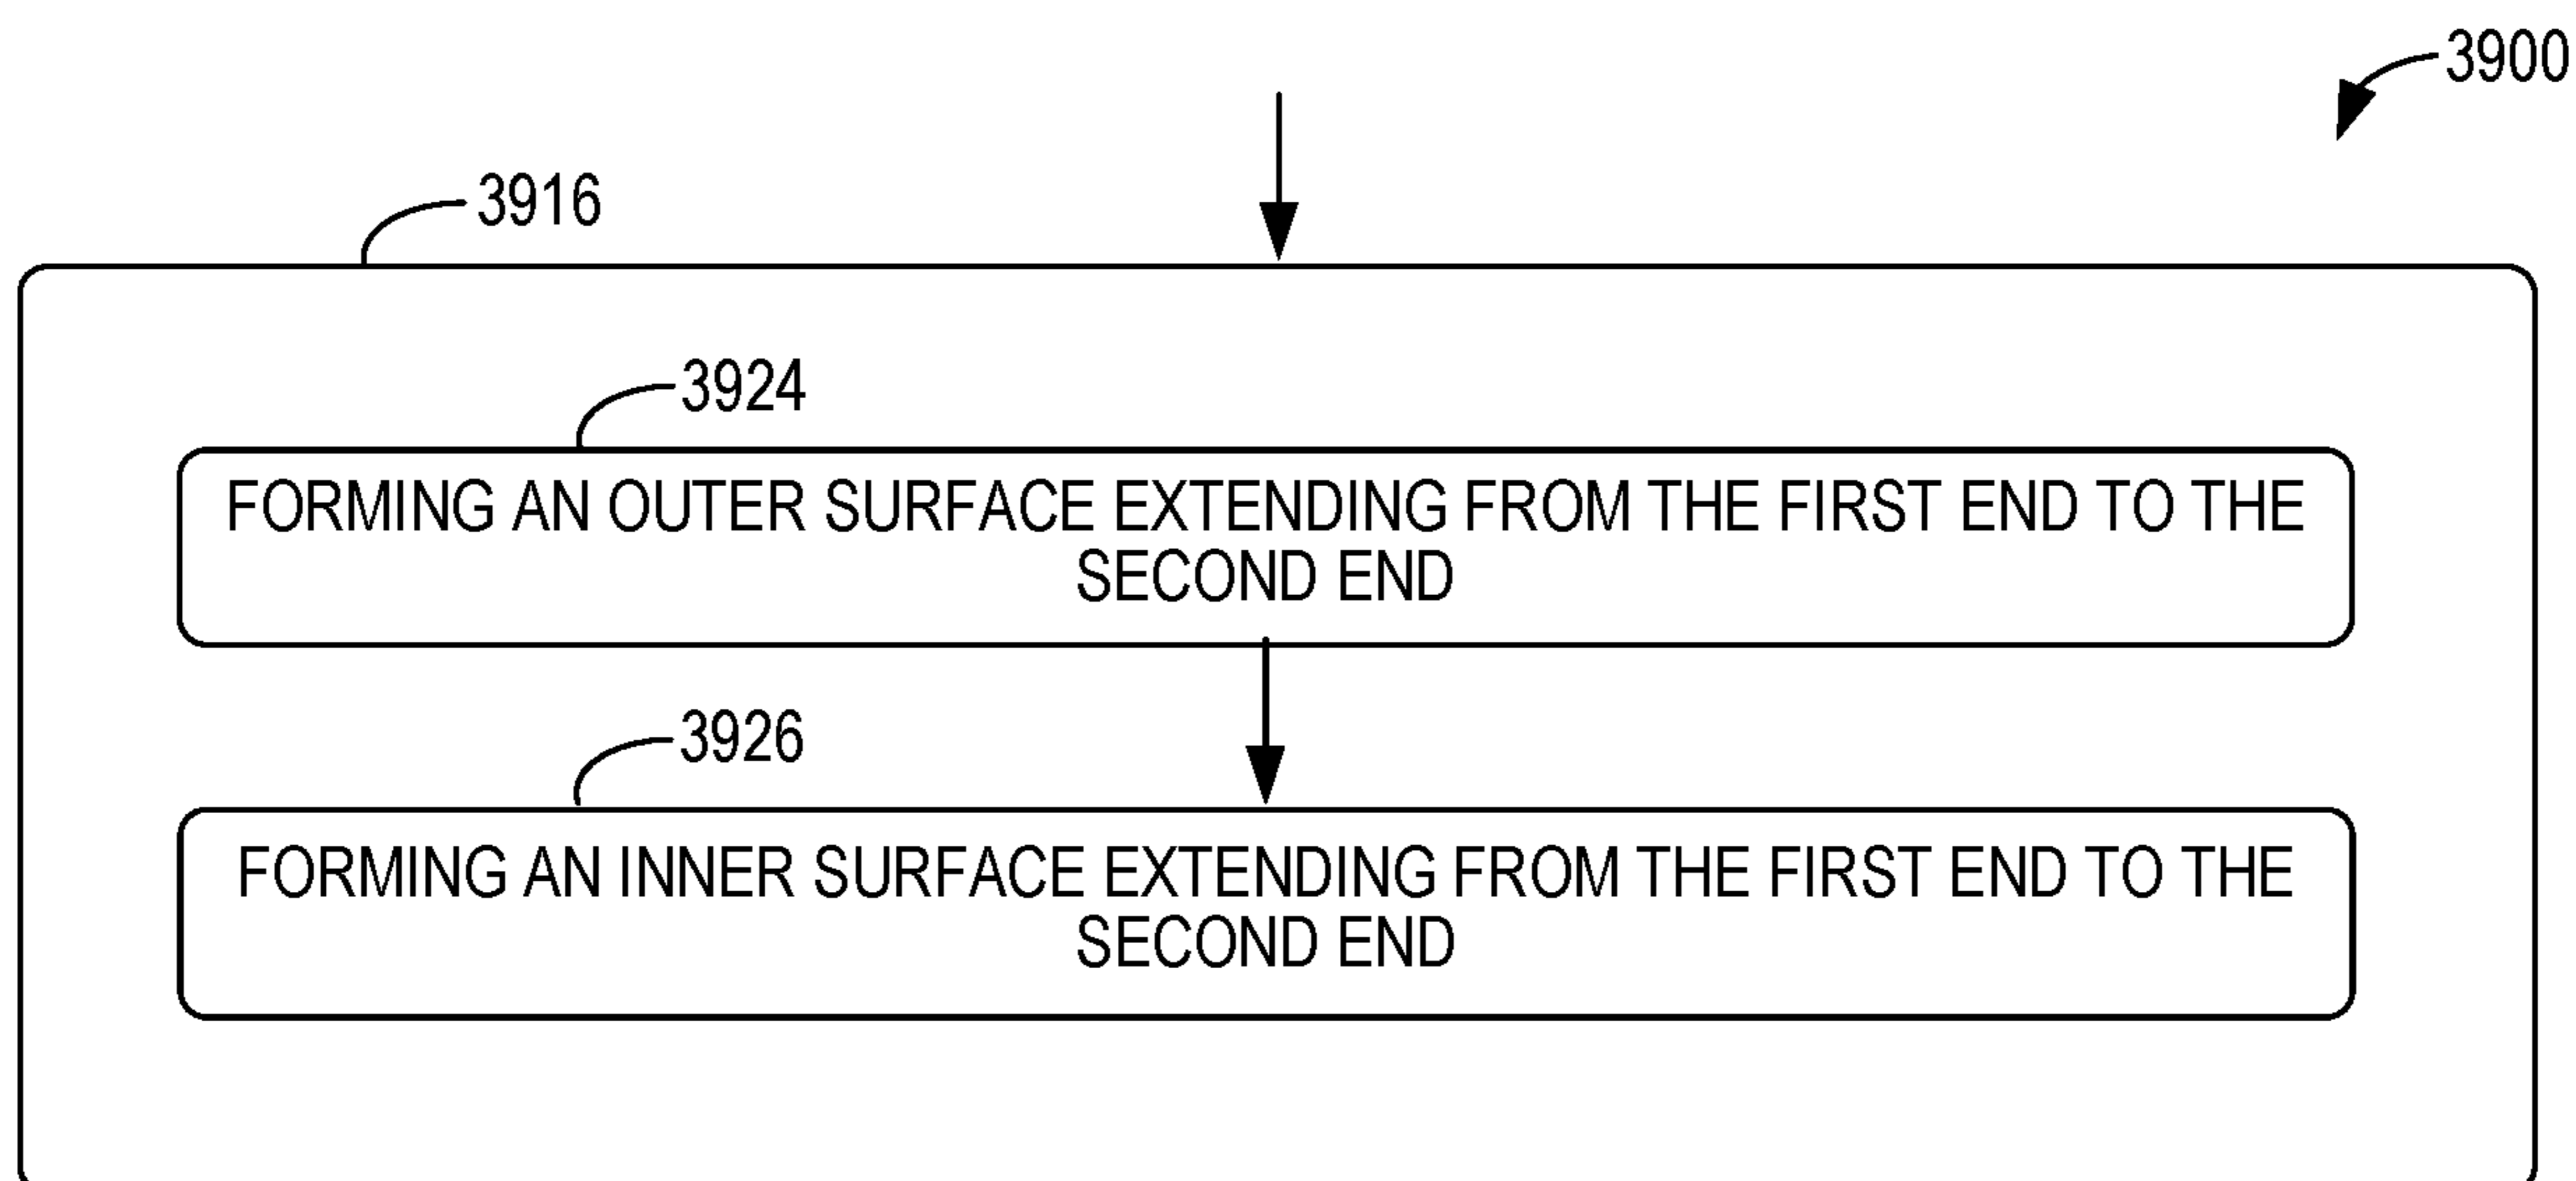 3900
3916
3924
FORMING AN OUTER SURFACE EXTENDING FROM THE FIRST END TO THE
SECOND END
3926
FORMING AN INNER SURFACE EXTENDING FROM THE FIRST END TO THE
SECOND END